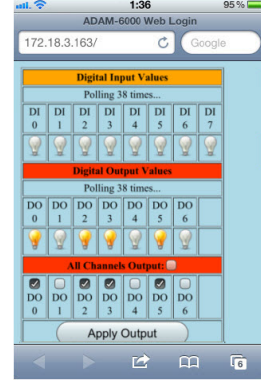 1:36 95%
ADAM-6000 Web Login
172.18.3.163/ Google
Digital Input Values
Polling 38 times...
DI DI DI DI DI DI DI DI
0 1 2 3 4 5 6 7
Digital Output Values
Polling 38 times...
DO DO DO DO DO DO DO
0 1 2 3 4 5 6
All Channels Output:
DO DO DO DO DO DO DO
0 1 2 3 4 5 6
Apply Output
6